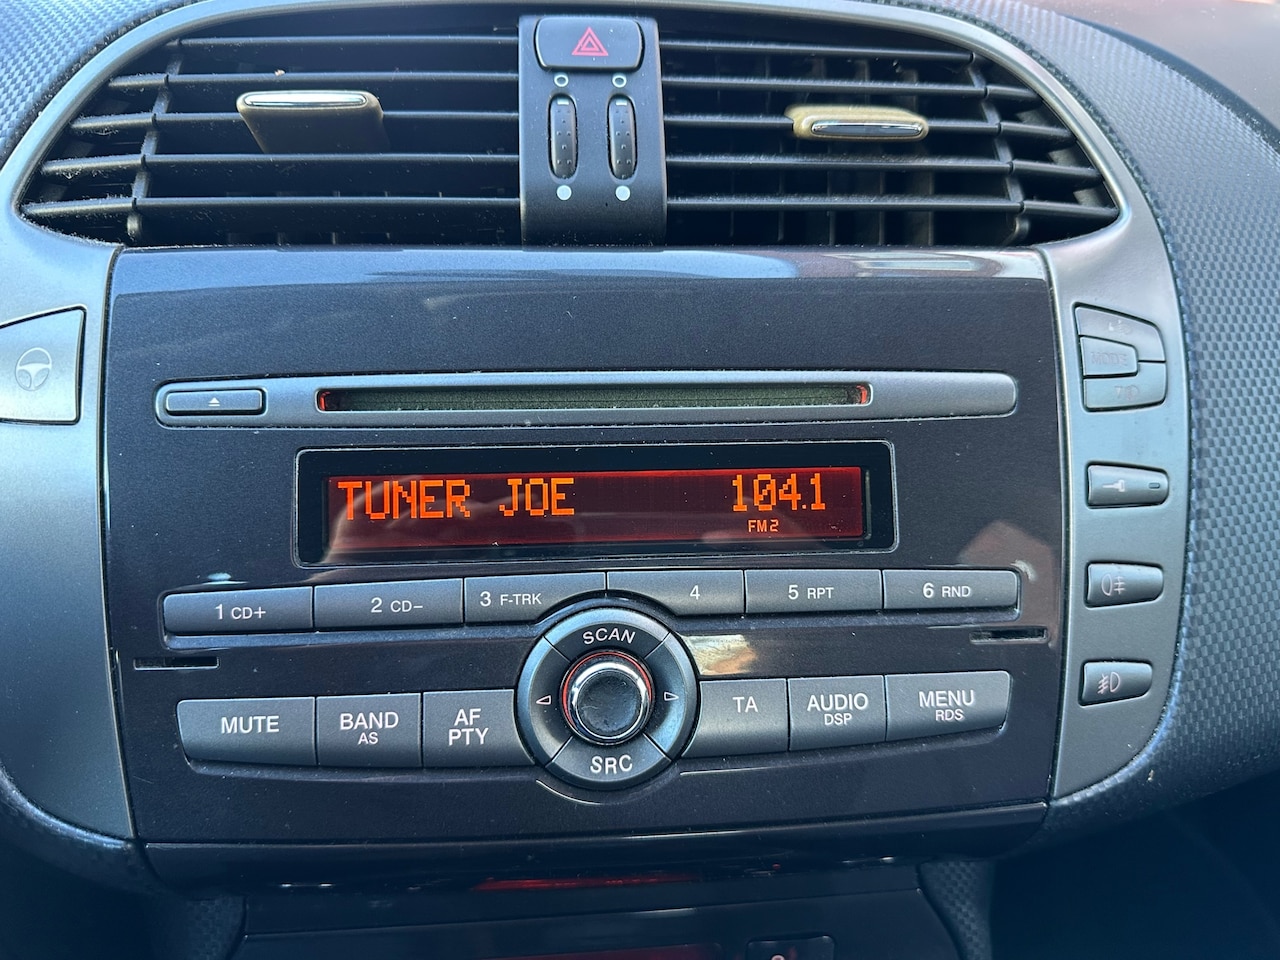 TUNER JOE 104.1
FM2
1 CD+ 2 CD- 3 F-TRK 4 5 RPT 6 RND
SCAN
MUTE BAND AS AF PTY TA AUDIO DSP MENU RDS
SRC